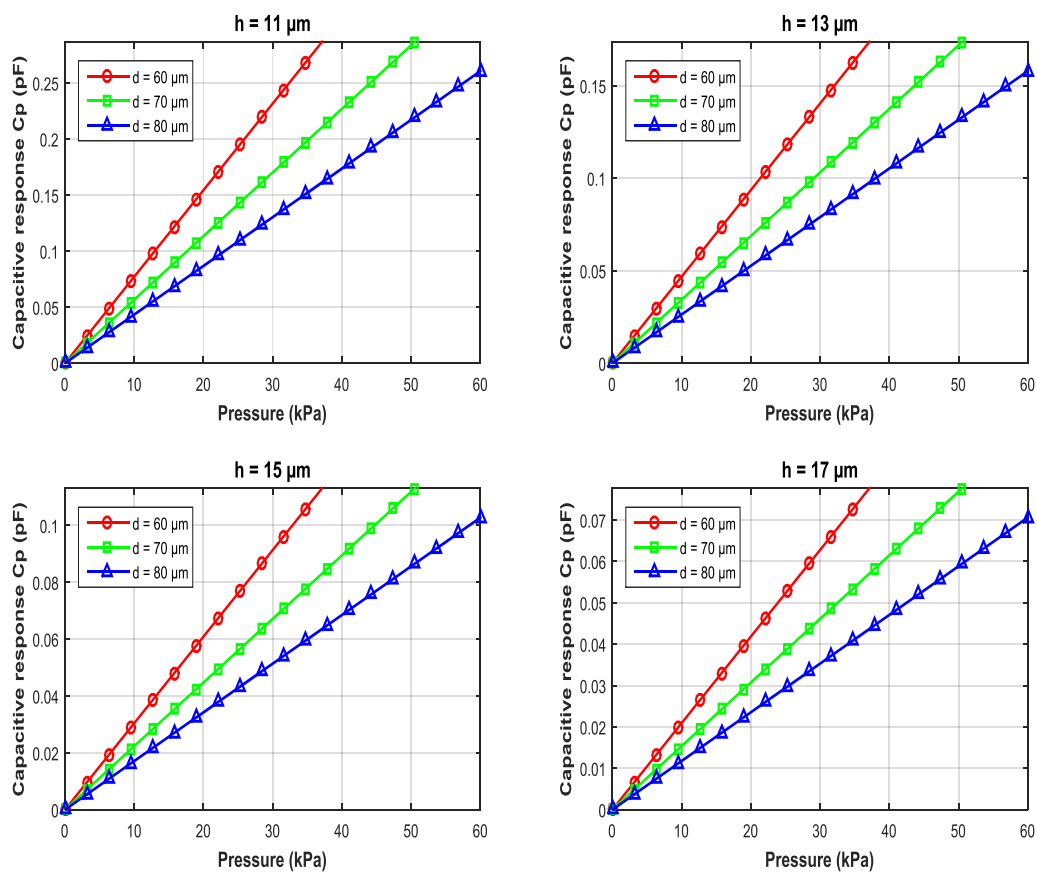 h = 11 µm
Capacitive response Cp (pF)
0.25
0.2
0.15
0.1
0.05
0
d = 60 µm
d = 70 µm
d = 80 µm
0 10 20 30 40 50 60
Pressure (kPa)
h = 13 µm
Capacitive response Cp (pF)
0.15
0.1
0.05
0
d = 60 µm
d = 70 µm
d = 80 µm
0 10 20 30 40 50 60
Pressure (kPa)
h = 15 µm
Capacitive response Cp (pF)
0.1
0.08
0.06
0.04
0.02
0
d = 60 µm
d = 70 µm
d = 80 µm
0 10 20 30 40 50 60
Pressure (kPa)
h = 17 µm
Capacitive response Cp (pF)
0.07
0.06
0.05
0.04
0.03
0.02
0.01
0
d = 60 µm
d = 70 µm
d = 80 µm
0 10 20 30 40 50 60
Pressure (kPa)